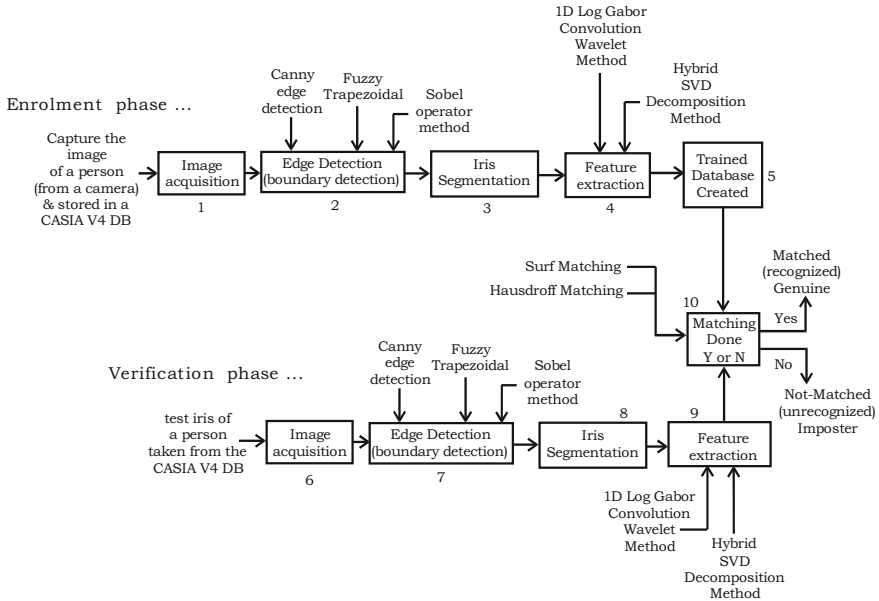 1D Log Gabor
Convolution
Wavelet
Method
Hybrid
SVD
Decomposition
Method
Canny
edge
detection
Fuzzy
Trapezoidal
Sobel
operator
method
Enrolment phase ...
Capture the
image
of a person
(from a camera)
& stored in a
CASIA V4 DB
Image
acquisition
1
Edge Detection
(boundary detection)
2
Iris
Segmentation
3
Feature
extraction
4
Trained
Database
Created
5
Surf Matching
Hausdroff Matching
10
Matching
Done
Y or N
Yes
Matched
(recognized)
Genuine
No
Not-Matched
(unrecognized)
Imposter
Verification phase ...
Canny
edge
detection
Fuzzy
Trapezoidal
Sobel
operator
method
test iris of
a person
taken from the
CASIA V4 DB
Image
acquisition
6
Edge Detection
(boundary detection)
7
8
Iris
Segmentation
9
Feature
extraction
1D Log Gabor
Convolution
Wavelet
Method
Hybrid
SVD
Decomposition
Method